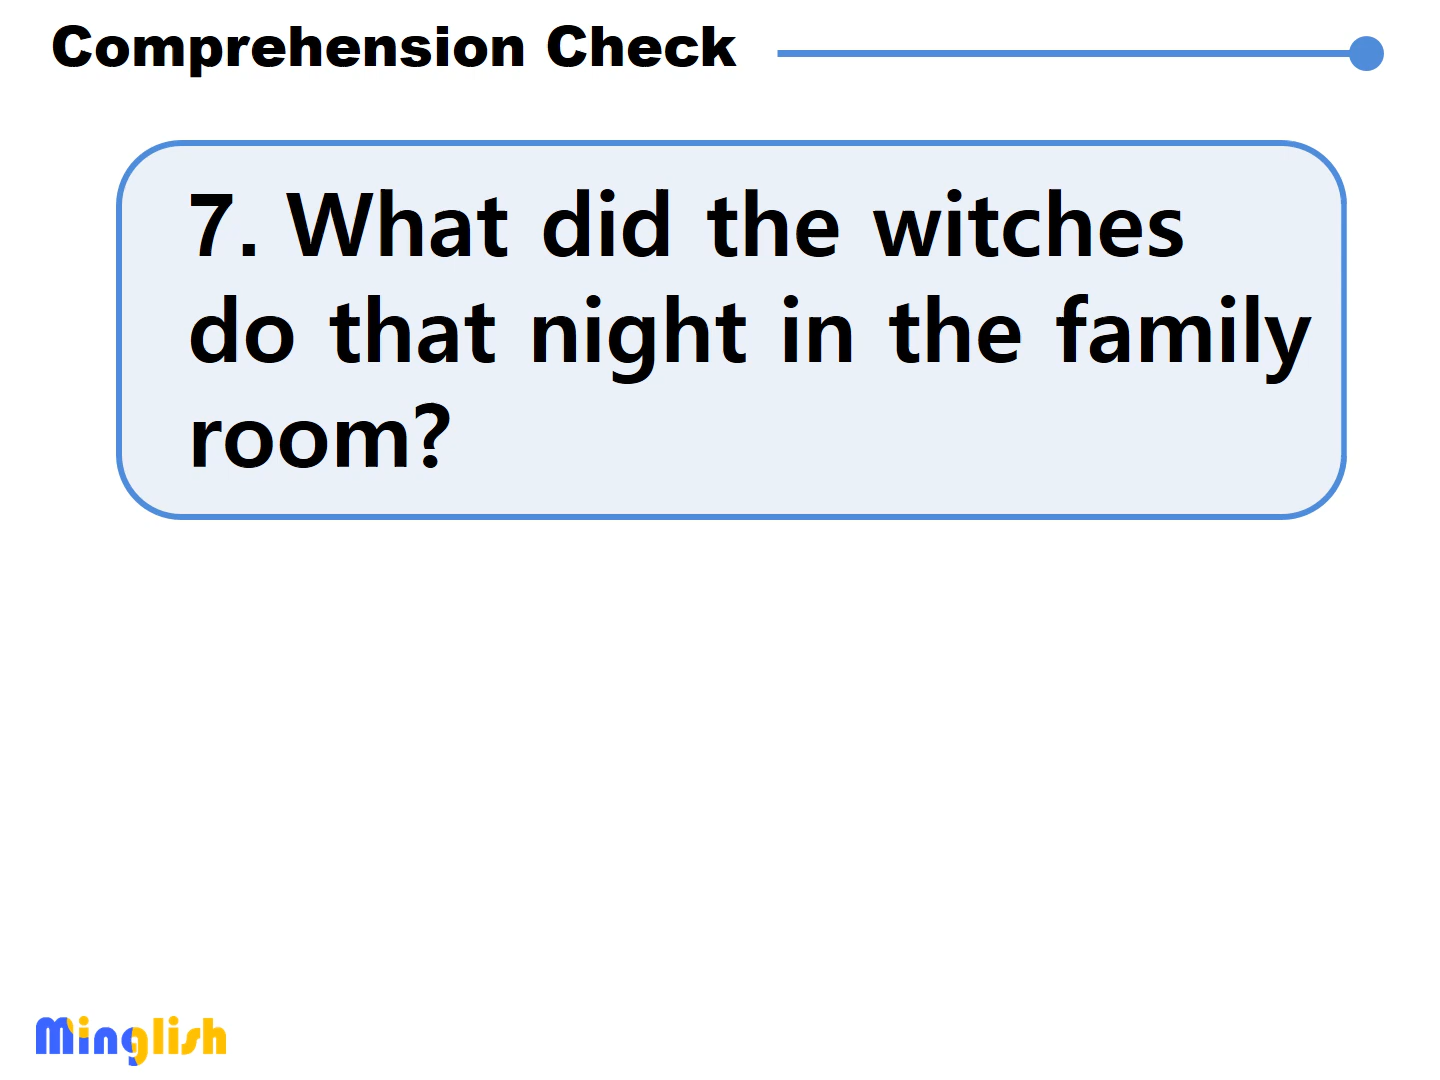 Comprehension Check
7. What did the witches
do that night in the family
room?
Minglish